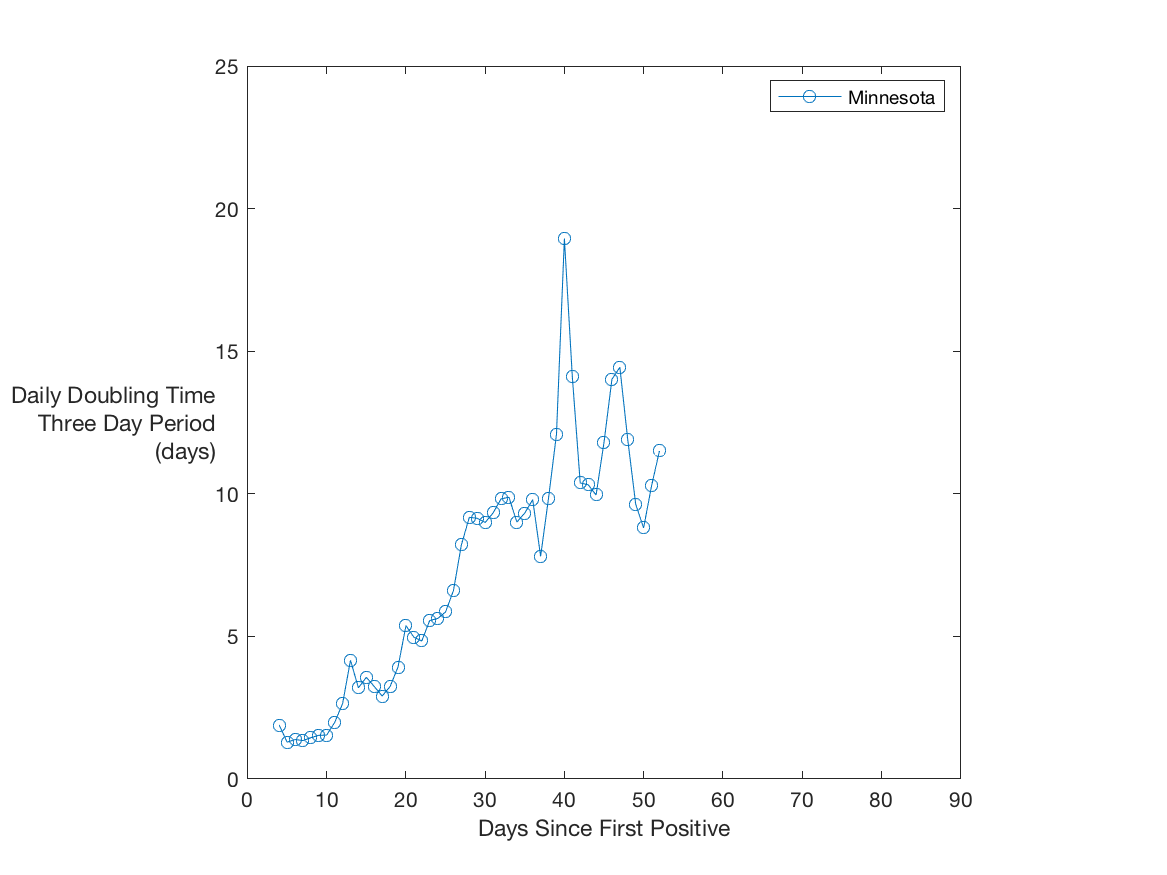 25
20
15
10
5
0
Daily Doubling Time
Three Day Period
(days)
Minnesota
0 10 20 30 40 50 60 70 80 90
Days Since First Positive